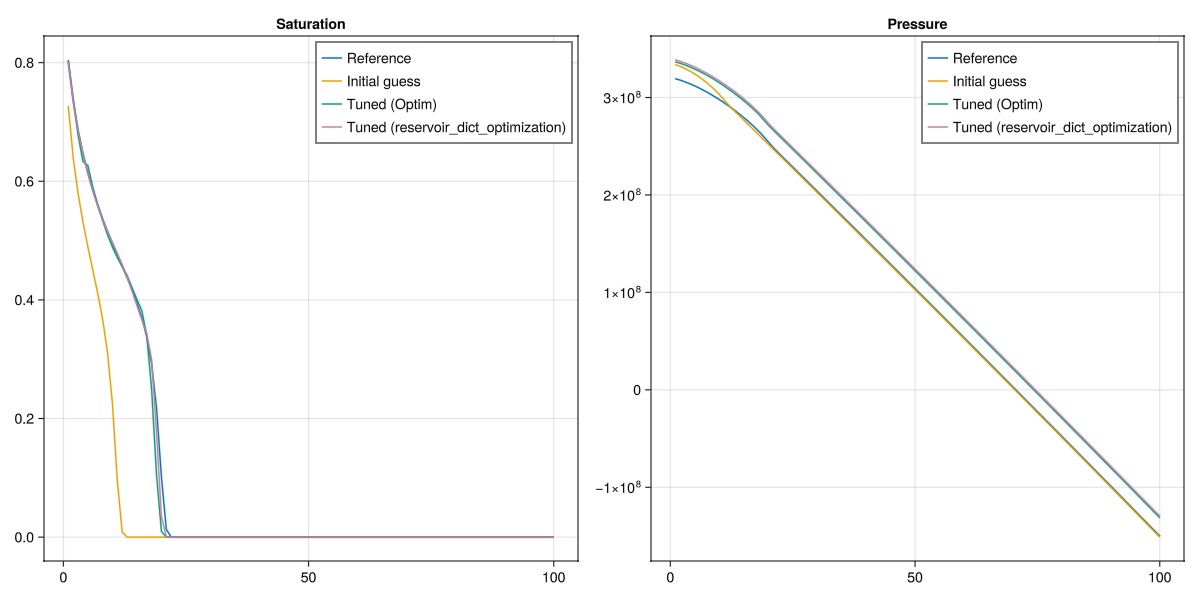 Saturation
Reference
Initial guess
Tuned (Optim)
Tuned (reservoir_dict_optimization)
0.8
0.6
0.4
0.2
0.0
0
50
100
Pressure
Reference
Initial guess
Tuned (Optim)
Tuned (reservoir_dict_optimization)
3×10⁸
2×10⁸
1×10⁸
0
−1×10⁸
0
50
100